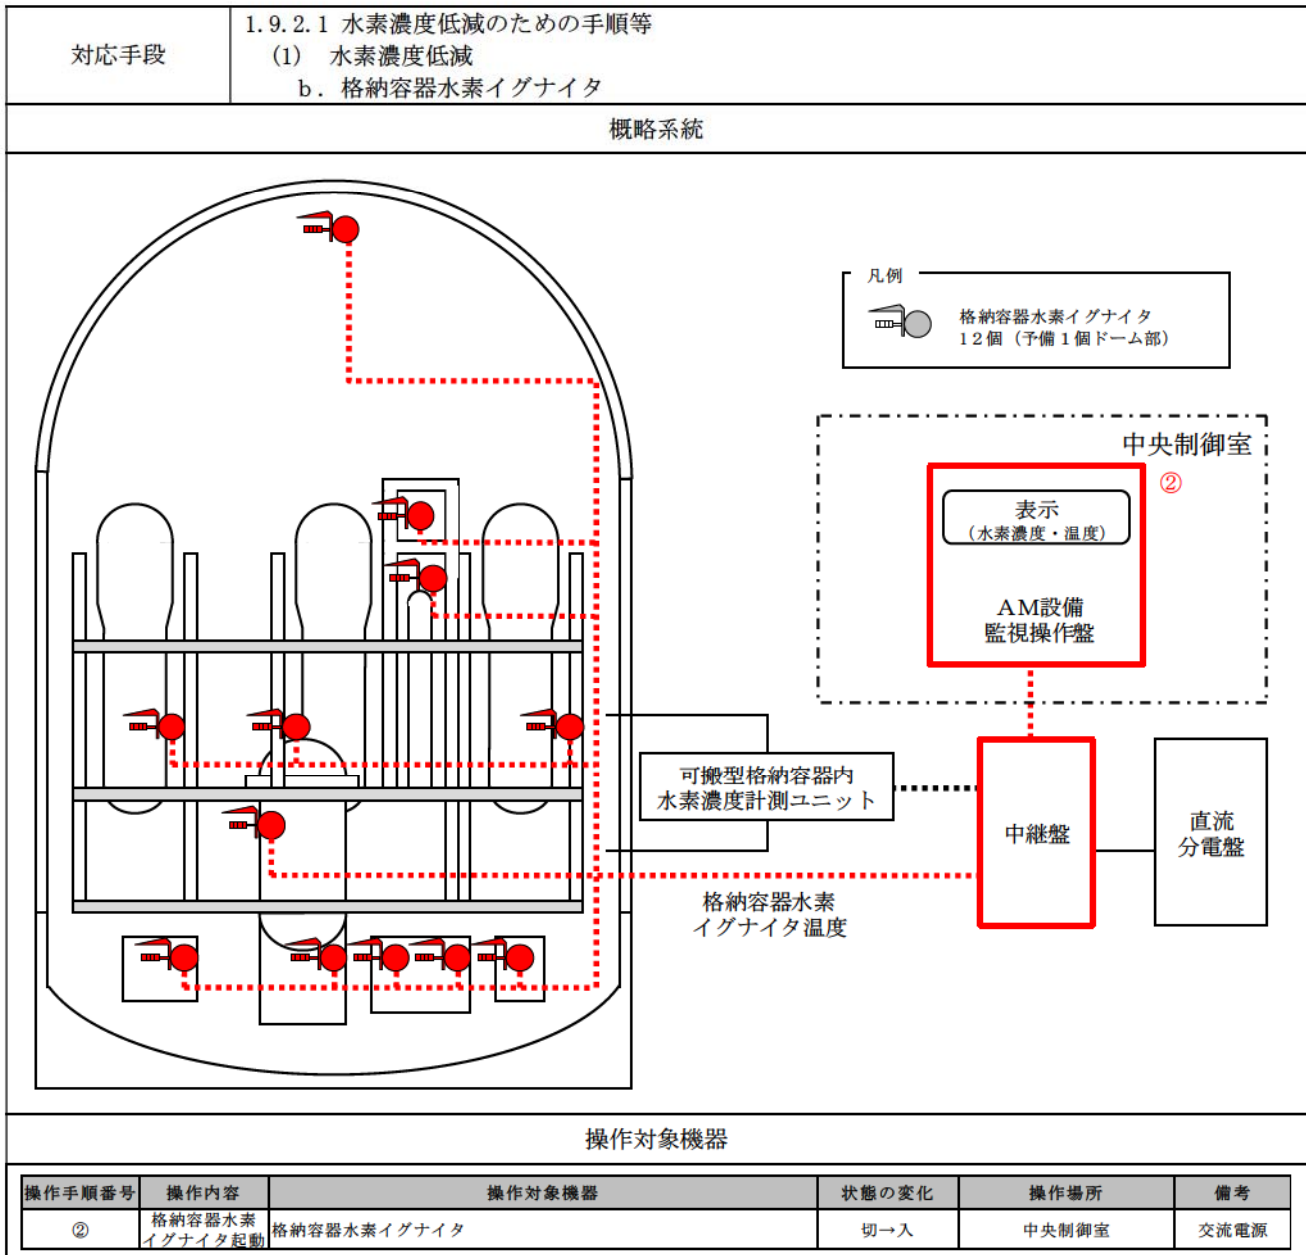 対応手段
1.9.2.1 水素濃度低減のための手順等
(1) 水素濃度低減
b. 格納容器水素イグナイタ
概略系統
凡例
格納容器水素イグナイタ
12個（予備1個ドーム部）
中央制御室
②
表示
（水素濃度・温度）
AM設備
監視操作盤
可搬型格納容器内
水素濃度計測ユニット
中継盤
直流
分電盤
格納容器水素
イグナイタ温度
操作対象機器
操作手順番号 操作内容 操作対象機器 状態の変化 操作場所 備考
② 格納容器水素イグナイタ起動 格納容器水素イグナイタ 切→入 中央制御室 交流電源